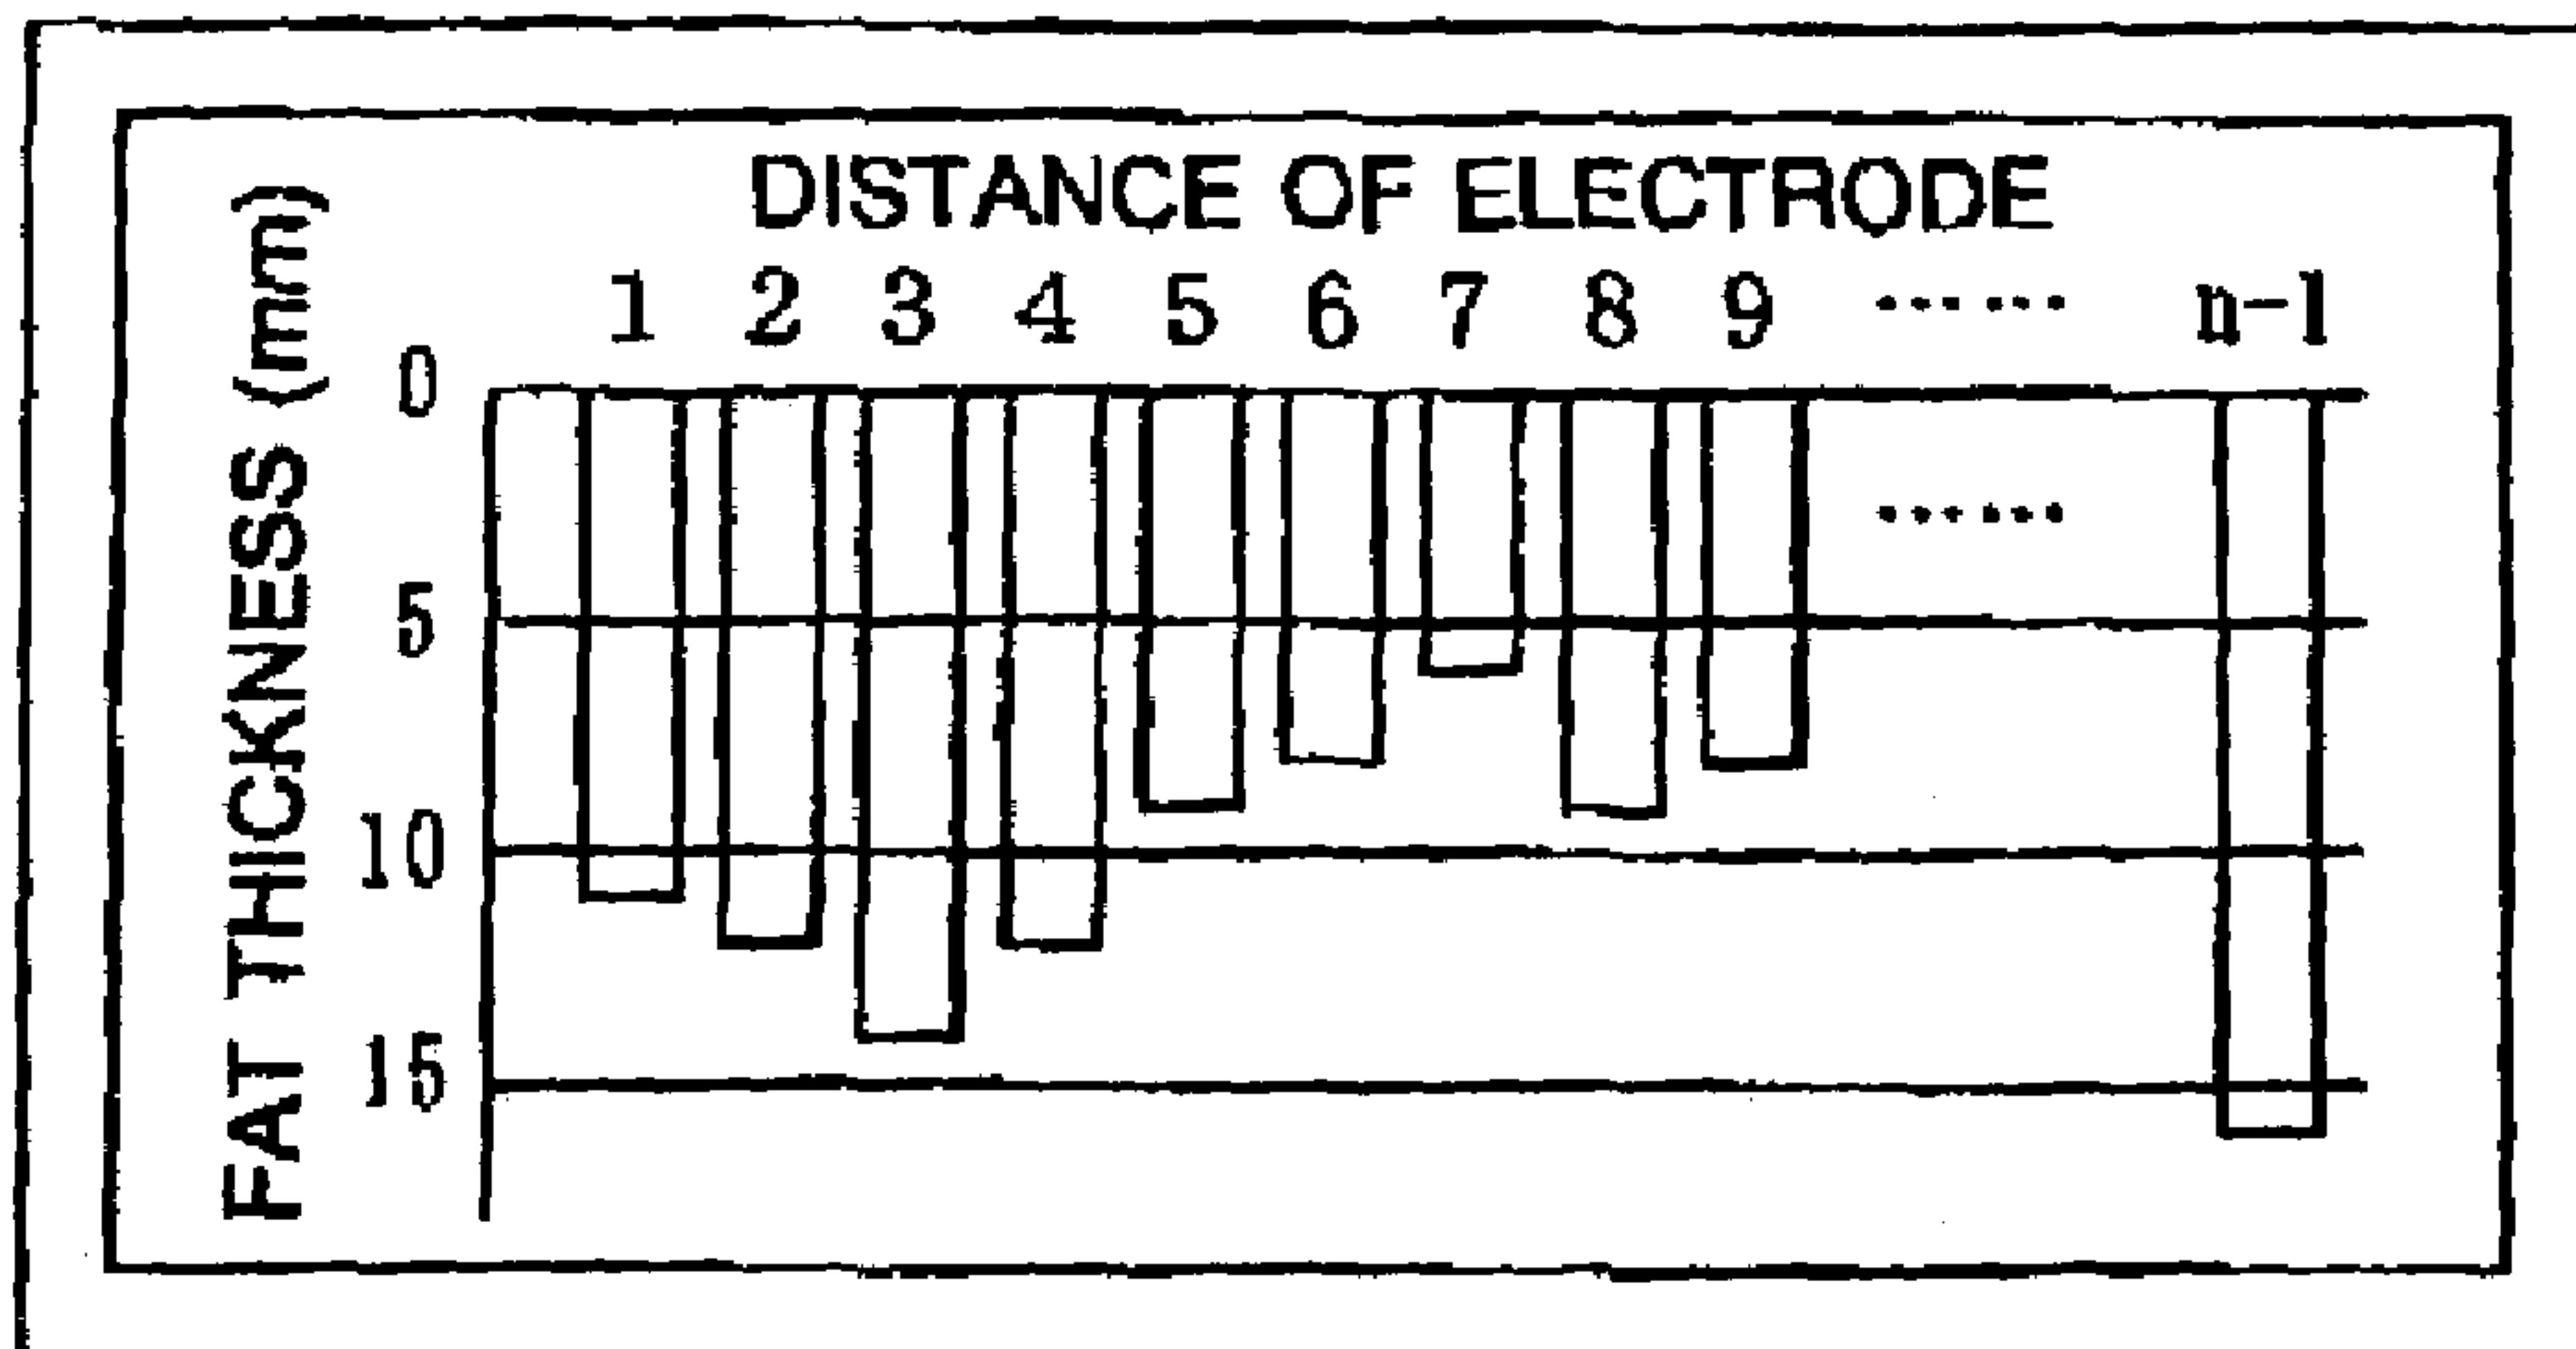 DISTANCE OF ELECTRODE
1 2 3 4 5 6 7 8 9 ...... n-1
FAT THICKNESS (mm)
0
5
......
10
15